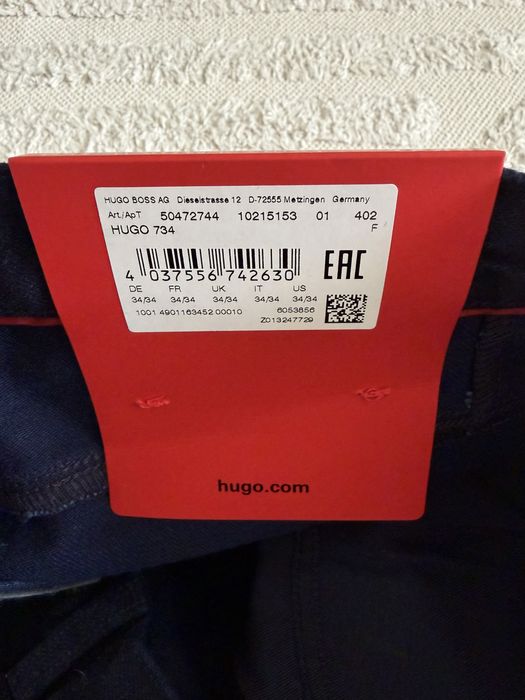 HUGO BOSS AG Dieselstrasse 12 D-72555 Metzingen Germany
Art./ApT 50472744 10215153 01 402
HUGO 734 F
4 037556 742630 EAC
DE FR UK IT US
34/34 34/34 34/34 34/34 34/34
1001 4901163452 00010 6053856
Z013247729
hugo.com